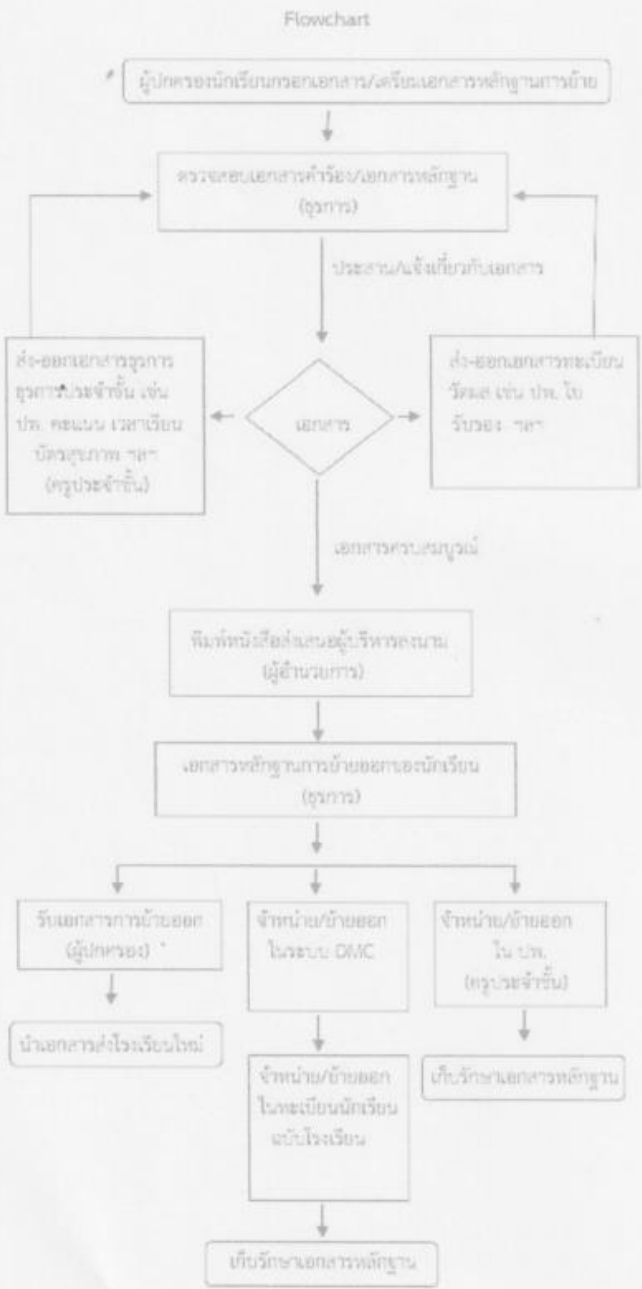 Flowchart
ผู้ปกครองนักเรียนกรอกเอกสาร/เตรียมเอกสารหลักฐานการย้าย
ตรวจสอบเอกสารคำร้อง/เอกสารหลักฐาน
(ธุรการ)
ประสาน/แจ้งเกี่ยวกับเอกสาร
ส่ง-ออกเอกสารธุรการ
ธุรการประจำชั้น เช่น
ปพ. คะแนน เวลาเรียน
บัตรสุขภาพ ฯลฯ
(ครูประจำชั้น)
เอกสาร
ส่ง-ออกเอกสารทะเบียน
วัดผล เช่น ปพ. ใบ
รับรอง ฯลฯ
เอกสารครบสมบูรณ์
พิมพ์หนังสือส่งเสนอผู้บริหารลงนาม
(ผู้อำนวยการ)
เอกสารหลักฐานการย้ายออกของนักเรียน
(ธุรการ)
รับเอกสารการย้ายออก
(ผู้ปกครอง)
นำเอกสารส่งโรงเรียนใหม่
จำหน่าย/ย้ายออก
ในระบบ DMC
จำหน่าย/ย้ายออก
ในทะเบียนนักเรียน
ฉบับโรงเรียน
เก็บรักษาเอกสารหลักฐาน
จำหน่าย/ย้ายออก
ใน ปพ.
(ครูประจำชั้น)
เก็บรักษาเอกสารหลักฐาน